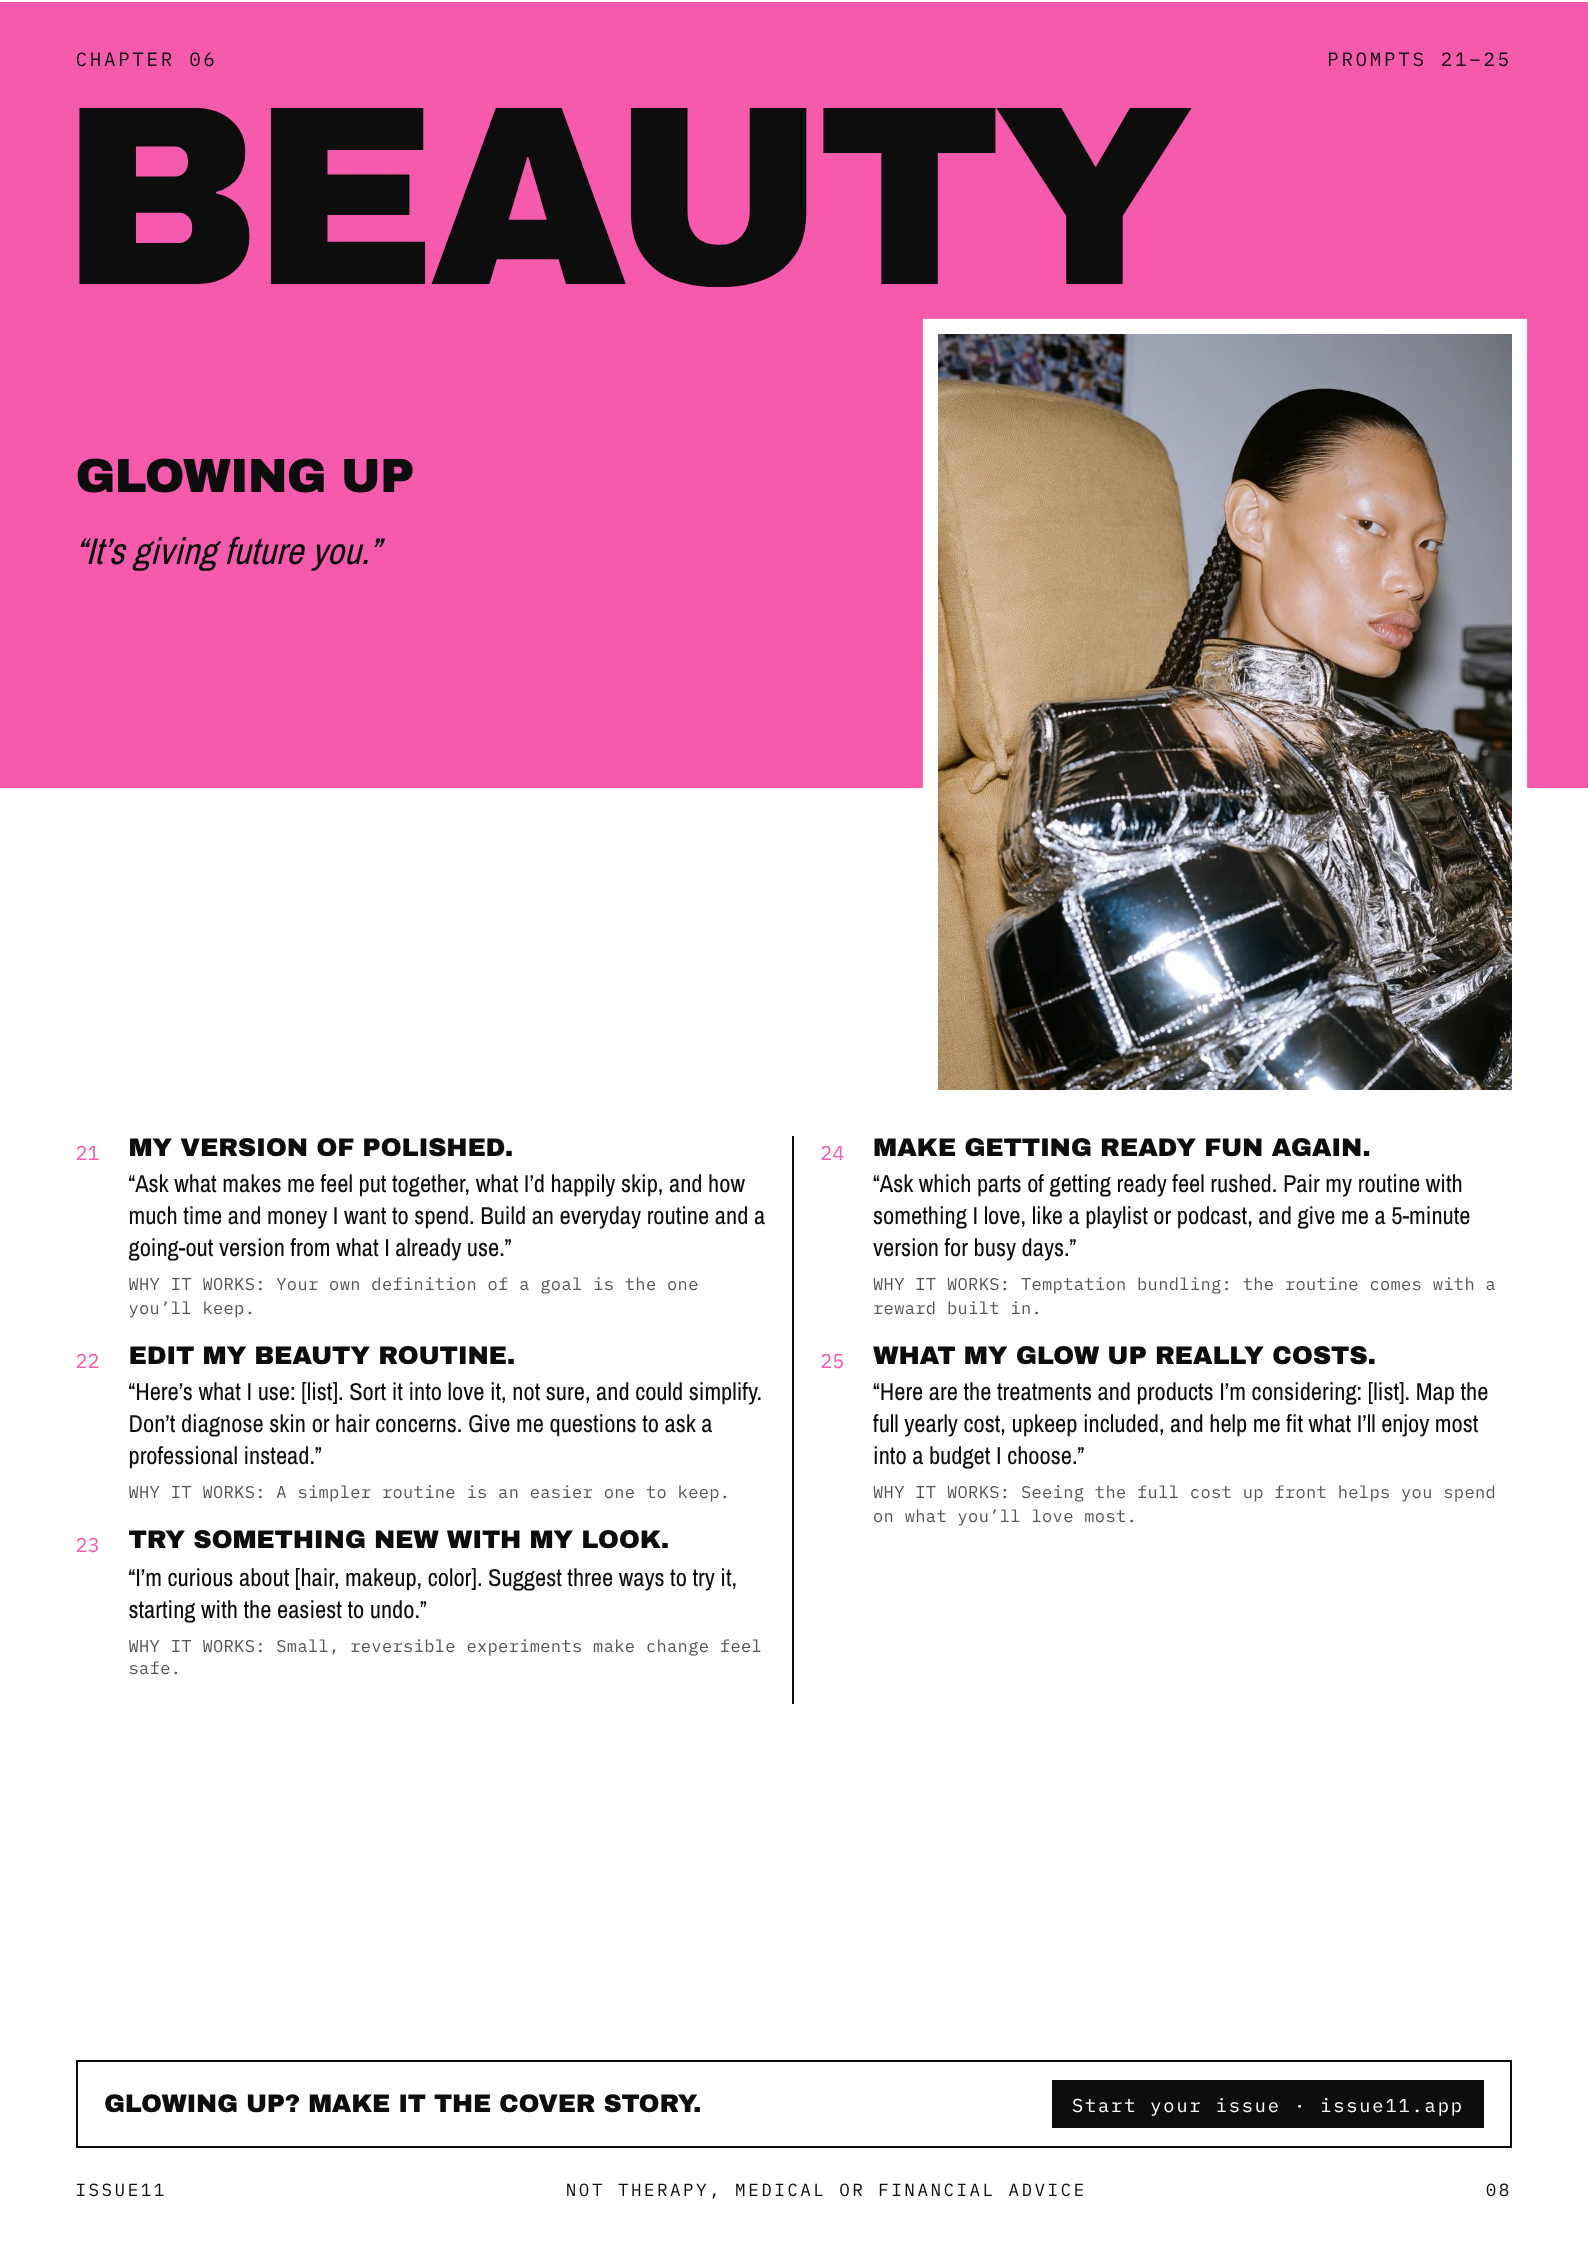 CHAPTER 06
PROMPTS 21–25
BEAUTY
GLOWING UP
“It’s giving future you.”
21
MY VERSION OF POLISHED.
“Ask what makes me feel put together, what I’d happily skip, and how
much time and money I want to spend. Build an everyday routine and a
going-out version from what I already use.”
WHY IT WORKS: Your own definition of a goal is the one
you’ll keep.
22
EDIT MY BEAUTY ROUTINE.
“Here’s what I use: [list]. Sort it into love it, not sure, and could simplify.
Don’t diagnose skin or hair concerns. Give me questions to ask a
professional instead.”
WHY IT WORKS: A simpler routine is an easier one to keep.
23
TRY SOMETHING NEW WITH MY LOOK.
“I’m curious about [hair, makeup, color]. Suggest three ways to try it,
starting with the easiest to undo.”
WHY IT WORKS: Small, reversible experiments make change feel
safe.
24
MAKE GETTING READY FUN AGAIN.
“Ask which parts of getting ready feel rushed. Pair my routine with
something I love, like a playlist or podcast, and give me a 5-minute
version for busy days.”
WHY IT WORKS: Temptation bundling: the routine comes with a
reward built in.
25
WHAT MY GLOW UP REALLY COSTS.
“Here are the treatments and products I’m considering: [list]. Map the
full yearly cost, upkeep included, and help me fit what I’ll enjoy most
into a budget I choose.”
WHY IT WORKS: Seeing the full cost up front helps you spend
on what you’ll love most.
GLOWING UP? MAKE IT THE COVER STORY.
Start your issue · issue11.app
ISSUE11
NOT THERAPY, MEDICAL OR FINANCIAL ADVICE
08